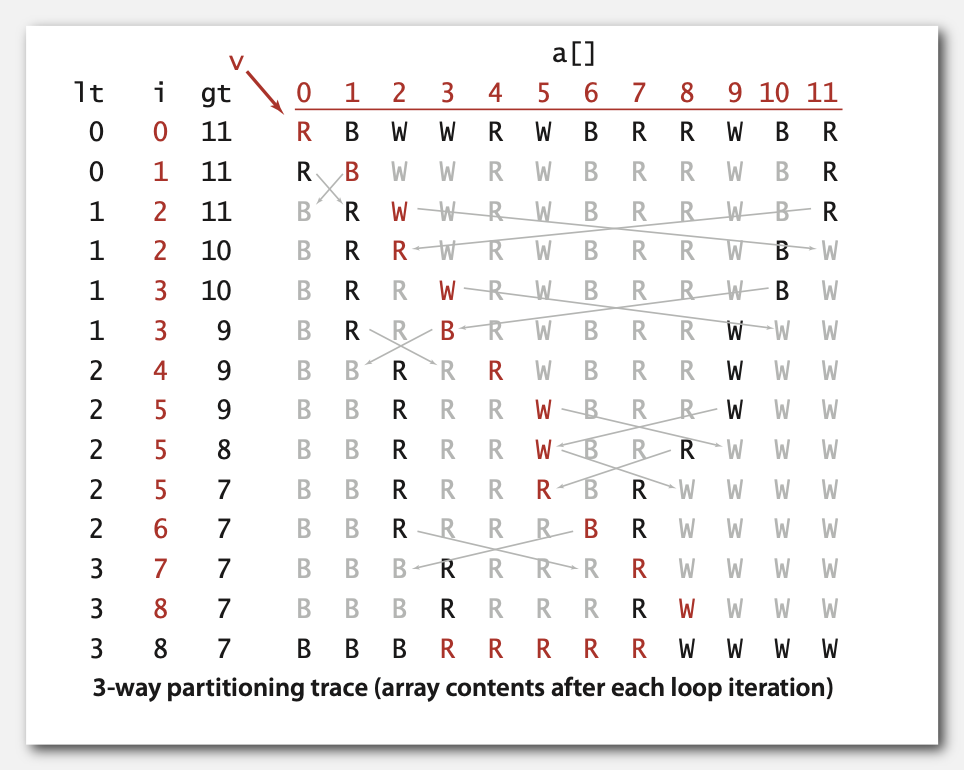 a[]
v
lt i gt 0 1 2 3 4 5 6 7 8 9 10 11
0 0 11 R B W W R W B R R W B R
0 1 11 R B W W R W B R R W B R
1 2 11 B R W W R W B R R W B R
1 2 10 B R R W R W B R R W B W
1 3 10 B R R W R W B R R W B W
1 3 9 B R R B R W B R R W W W
2 4 9 B B R R R W B R R W W W
2 5 9 B B R R R W B R R W W W
2 5 8 B B R R R W B R R W W W
2 5 7 B B R R R R B R W W W W
2 6 7 B B R R R R B R W W W W
3 7 7 B B B R R R R R W W W W
3 8 7 B B B R R R R R W W W W
3 8 7 B B B R R R R R W W W W
3-way partitioning trace (array contents after each loop iteration)